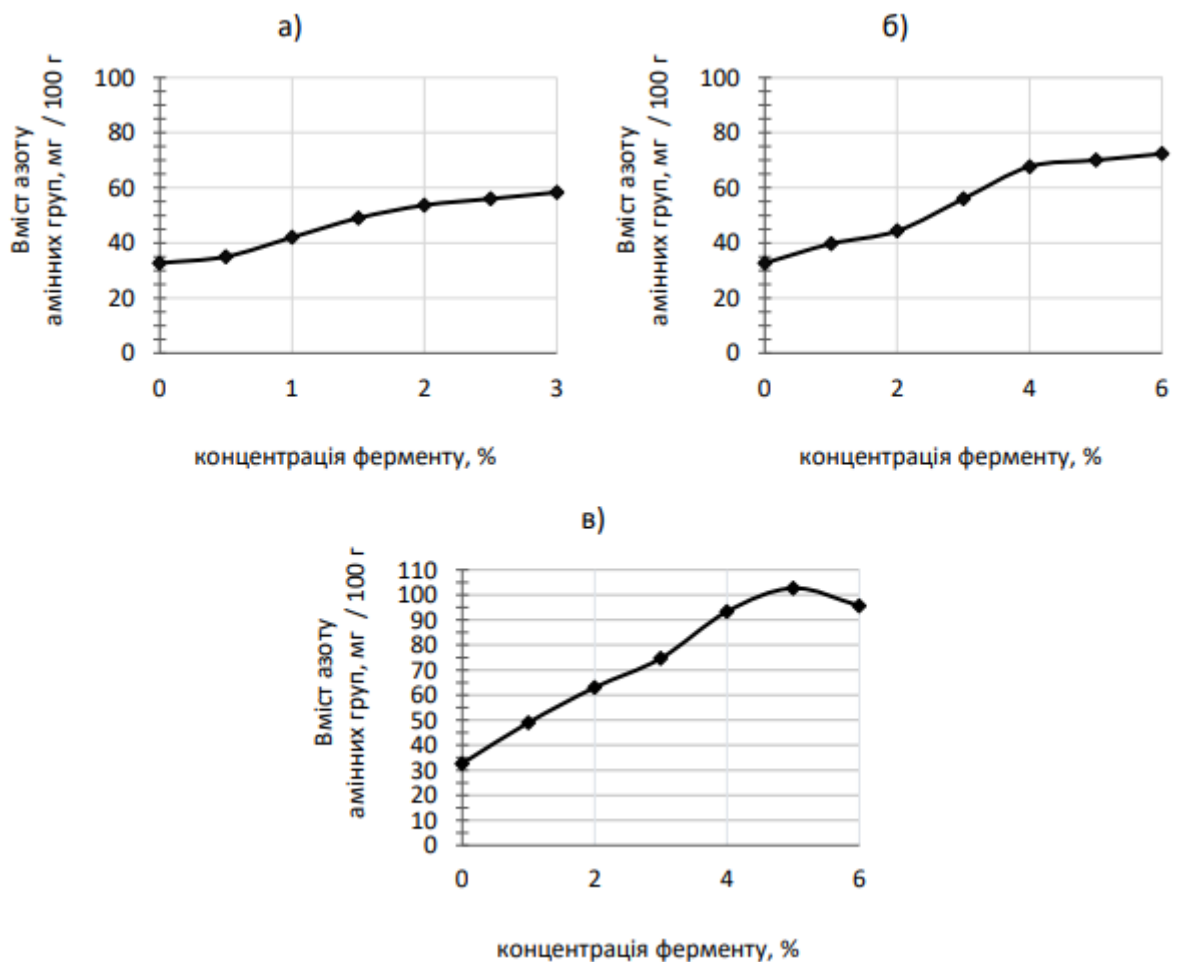 а)
Вміст азоту
амінних груп, мг / 100 г
100
80
60
40
20
0
0 1 2 3
концентрація ферменту, %
б)
Вміст азоту
амінних груп, мг / 100 г
100
80
60
40
20
0
0 2 4 6
концентрація ферменту, %
в)
Вміст азоту
амінних груп, мг / 100 г
110
100
90
80
70
60
50
40
30
20
10
0
0 2 4 6
концентрація ферменту, %